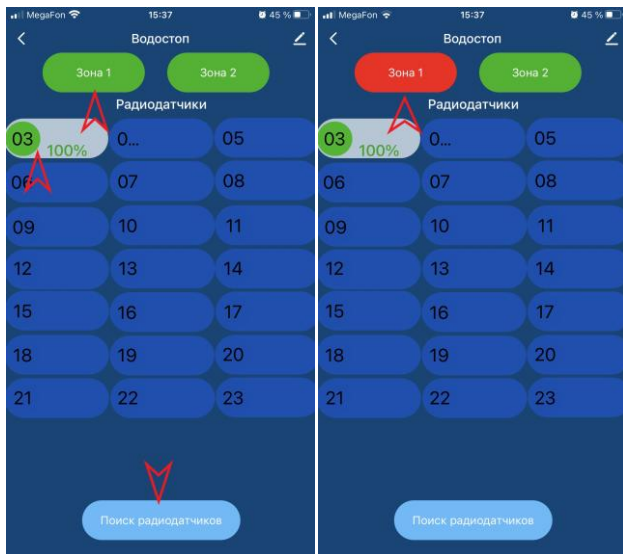 MegaFon 15:37 45 %
Водостоп
Зона 1 Зона 2
Радиодатчики
03 100% 0... 05
06 07 08
09 10 11
12 13 14
15 16 17
18 19 20
21 22 23
Поиск радиодатчиков
MegaFon 15:37 45 %
Водостоп
Зона 1 Зона 2
Радиодатчики
03 100% 0... 05
06 07 08
09 10 11
12 13 14
15 16 17
18 19 20
21 22 23
Поиск радиодатчиков